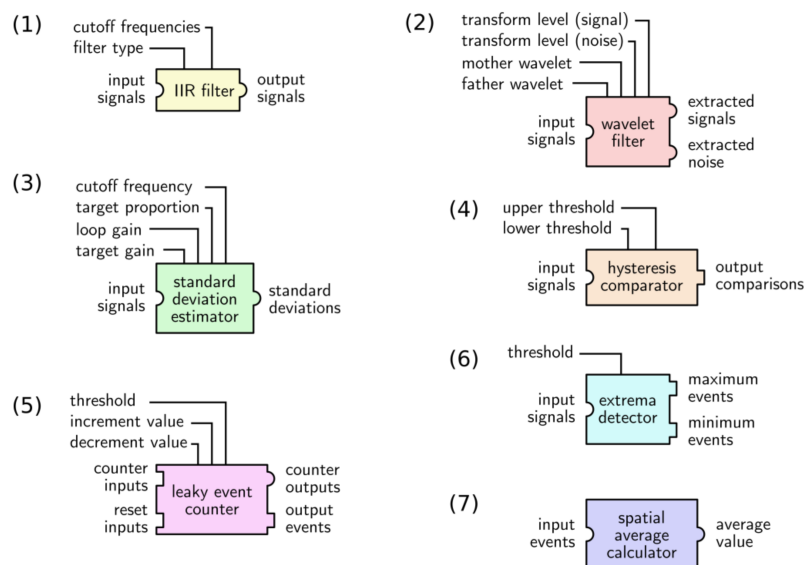 (1)
cutoff frequencies
filter type
input
signals
IIR filter
output
signals
(2)
transform level (signal)
transform level (noise)
mother wavelet
father wavelet
input
signals
wavelet
filter
extracted
signals
extracted
noise
(3)
cutoff frequency
target proportion
loop gain
target gain
input
signals
standard
deviation
estimator
standard
deviations
(4)
upper threshold
lower threshold
input
signals
hysteresis
comparator
output
comparisons
(5)
threshold
increment value
decrement value
counter
inputs
reset
inputs
leaky event
counter
counter
outputs
output
events
(6)
threshold
input
signals
extrema
detector
maximum
events
minimum
events
(7)
input
events
spatial
average
calculator
average
value